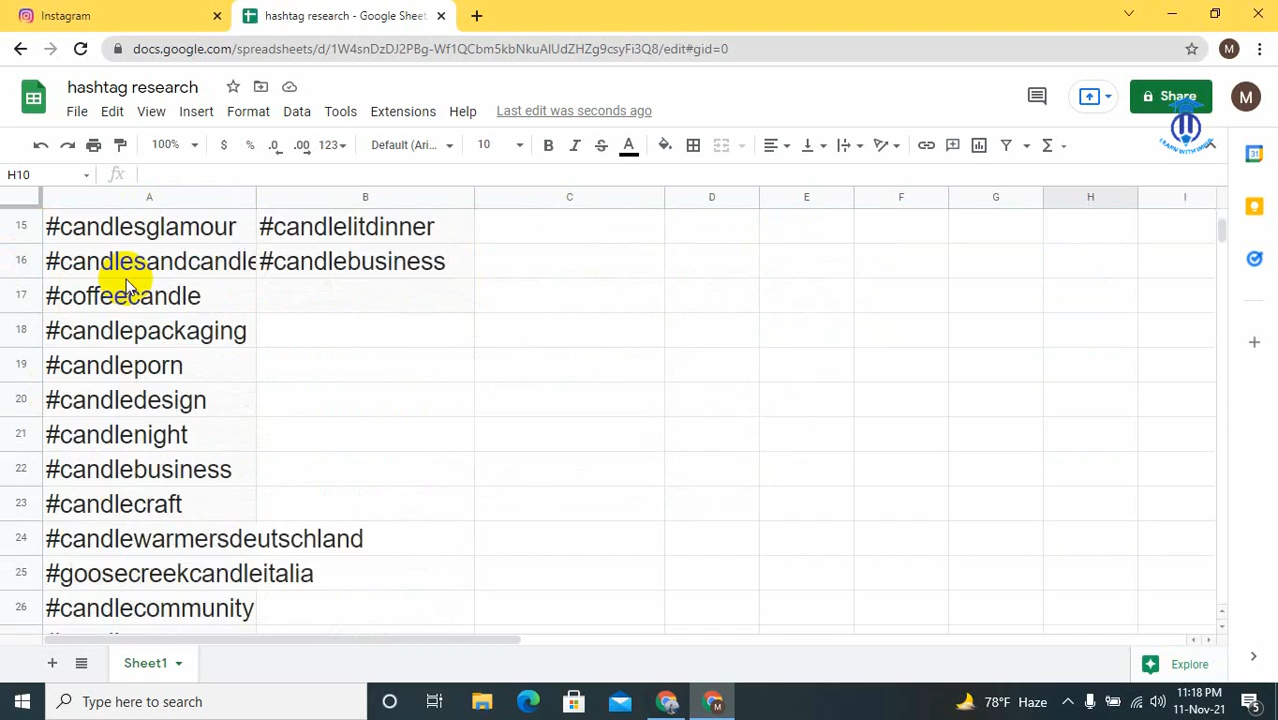 Instagram
hashtag research - Google Sheet
docs.google.com/spreadsheets/d/1W4snDzDJ2PBg-Wf1QCbm5kbNkuAlUdZHZg9csyFi3Q8/edit#gid=0
M
hashtag research
File Edit View Insert Format Data Tools Extensions Help Last edit was seconds ago
Share
M
100% $ % .0 .00 123 Default (Ari... 10 B I S A
H10 fx
A B C D E F G H I
15 #candlesglamour #candlelitdinner
16 #candlesandcandle #candlebusiness
17 #coffeecandle
18 #candlepackaging
19 #candleporn
20 #candledesign
21 #candlenight
22 #candlebusiness
23 #candlecraft
24 #candlewarmersdeutschland
25 #goosecreekcandleitalia
26 #candlecommunity
Sheet1
Explore
Type here to search
M
78°F Haze
11:18 PM
11-Nov-21
5